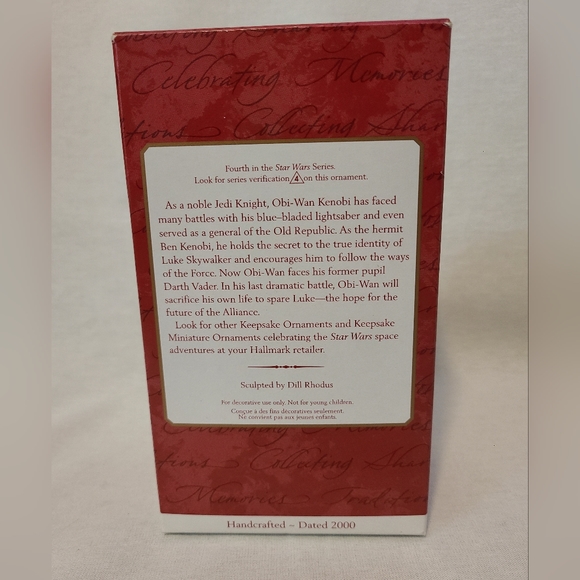 Celebrating Memories
Collecting
Fourth in the Star Wars Series.
Look for series verification 4 on this ornament.
As a noble Jedi Knight, Obi-Wan Kenobi has faced
many battles with his blue-bladed lightsaber and even
served as a general of the Old Republic. As the hermit
Ben Kenobi, he holds the secret to the true identity of
Luke Skywalker and encourages him to follow the ways
of the Force. Now Obi-Wan faces his former pupil
Darth Vader. In his last dramatic battle, Obi-Wan will
sacrifice his own life to spare Luke—the hope for the
future of the Alliance.
Look for other Keepsake Ornaments and Keepsake
Miniature Ornaments celebrating the Star Wars space
adventures at your Hallmark retailer.
Sculpted by Dill Rhodus
For decorative use only. Not for young children.
Conçue à des fins décoratives seulement.
Ne convient pas aux jeunes enfants.
Collecting
Memories
Handcrafted – Dated 2000